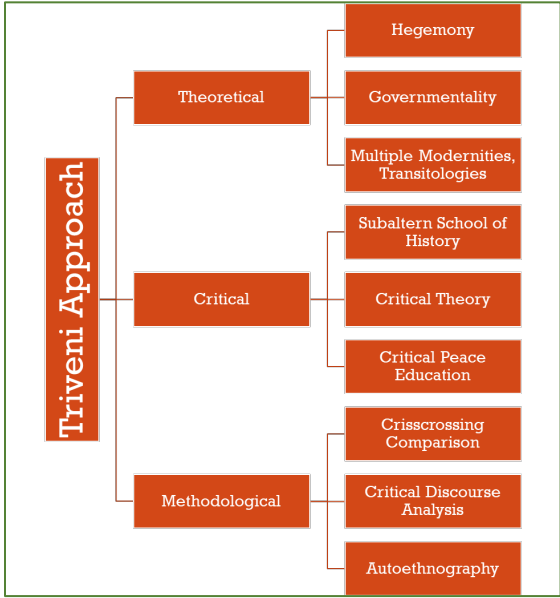 Triveni Approach
Theoretical
Hegemony
Governmentality
Multiple Modernities,
Transitologies
Critical
Subaltern School of
History
Critical Theory
Critical Peace
Education
Methodological
Crisscrossing
Comparison
Critical Discourse
Analysis
Autoethnography